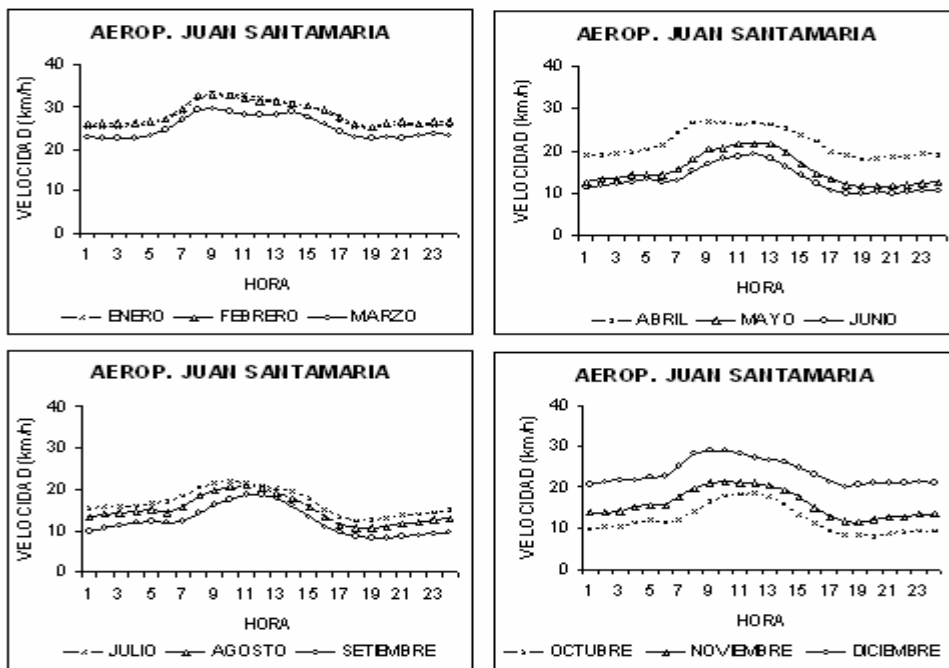 AEROP. JUAN SANTAMARIA
VELOCIDAD (km/h)
40
30
20
10
0
1 3 5 7 9 11 13 15 17 19 21 23
HORA
ENERO FEBRERO MARZO
AEROP. JUAN SANTAMARIA
VELOCIDAD (km/h)
40
30
20
10
0
1 3 5 7 9 11 13 15 17 19 21 23
HORA
ABRIL MAYO JUNIO
AEROP. JUAN SANTAMARIA
VELOCIDAD (km/h)
40
30
20
10
0
1 3 5 7 9 11 13 15 17 19 21 23
HORA
JULIO AGOSTO SETIEMBRE
AEROP. JUAN SANTAMARIA
VELOCIDAD (km/h)
40
30
20
10
0
1 3 5 7 9 11 13 15 17 19 21 23
HORA
OCTUBRE NOVIEMBRE DICIEMBRE